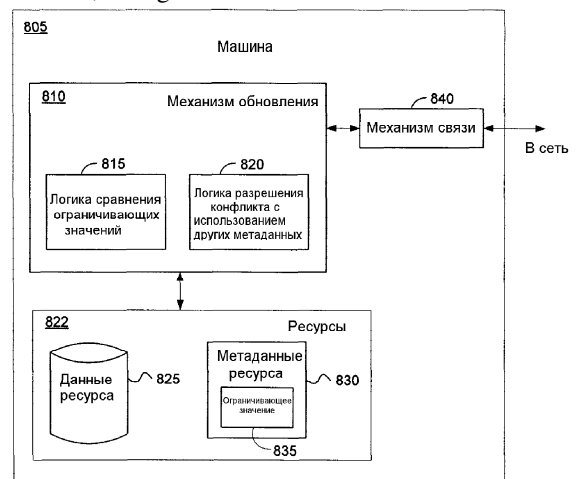 805
Машина
810
Механизм обновления
840
Механизм связи
В сеть
815
Логика сравнения
ограничивающих
значений
820
Логика разрешения
конфликта с
использованием
других метаданных
822
Ресурсы
Данные
ресурса
825
Метаданные
ресурса
830
Ограничивающее
значение
835